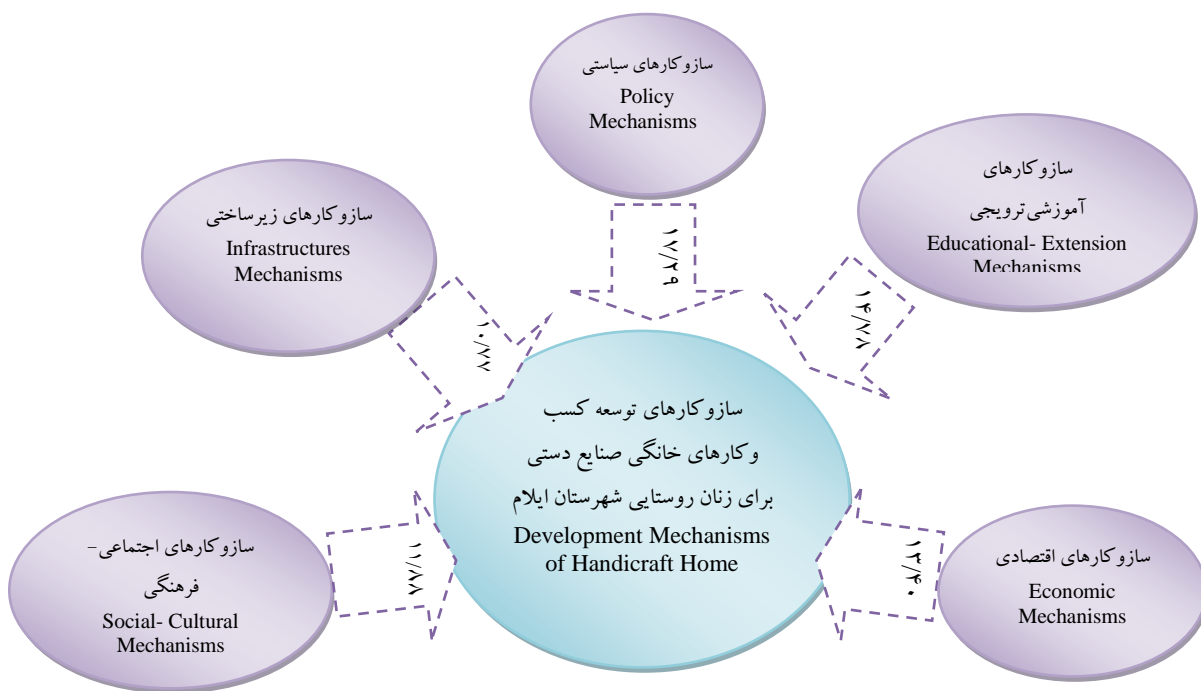 سازوکارهای سیاستی
Policy
Mechanisms
سازوکارهای
آموزشی‌ترویجی
Educational- Extension
Mechanisms
سازوکارهای زیرساختی
Infrastructures
Mechanisms
۱۷/۲۹
۱۴/۷۸
۱۰/۷۷
سازوکارهای توسعه کسب
وکارهای خانگی صنایع دستی
برای زنان روستایی شهرستان ایلام
Development Mechanisms
of Handicraft Home
سازوکارهای اجتماعی-
فرهنگی
Social- Cultural
Mechanisms
۱۱/۸۸
۱۳/۴۰
سازوکارهای اقتصادی
Economic
Mechanisms